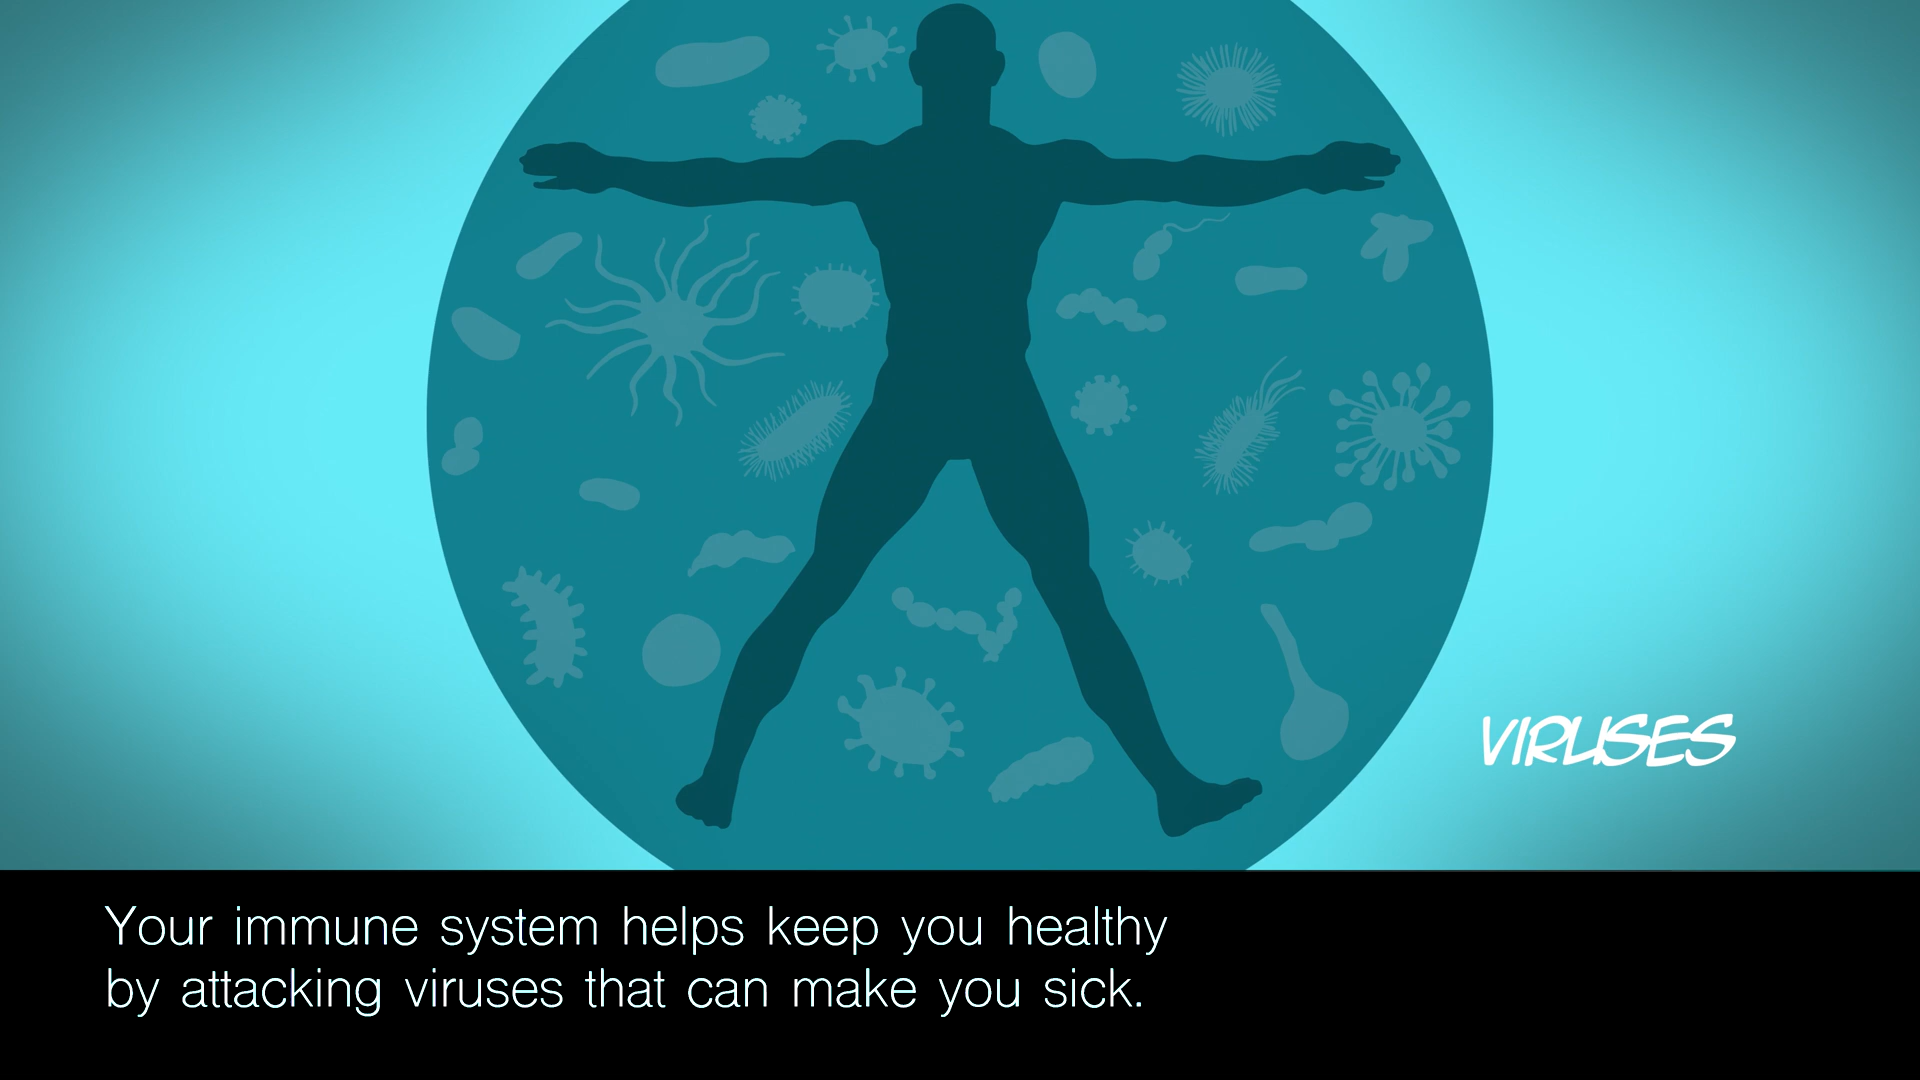 VIRUSES
Your immune system helps keep you healthy
by attacking viruses that can make you sick.